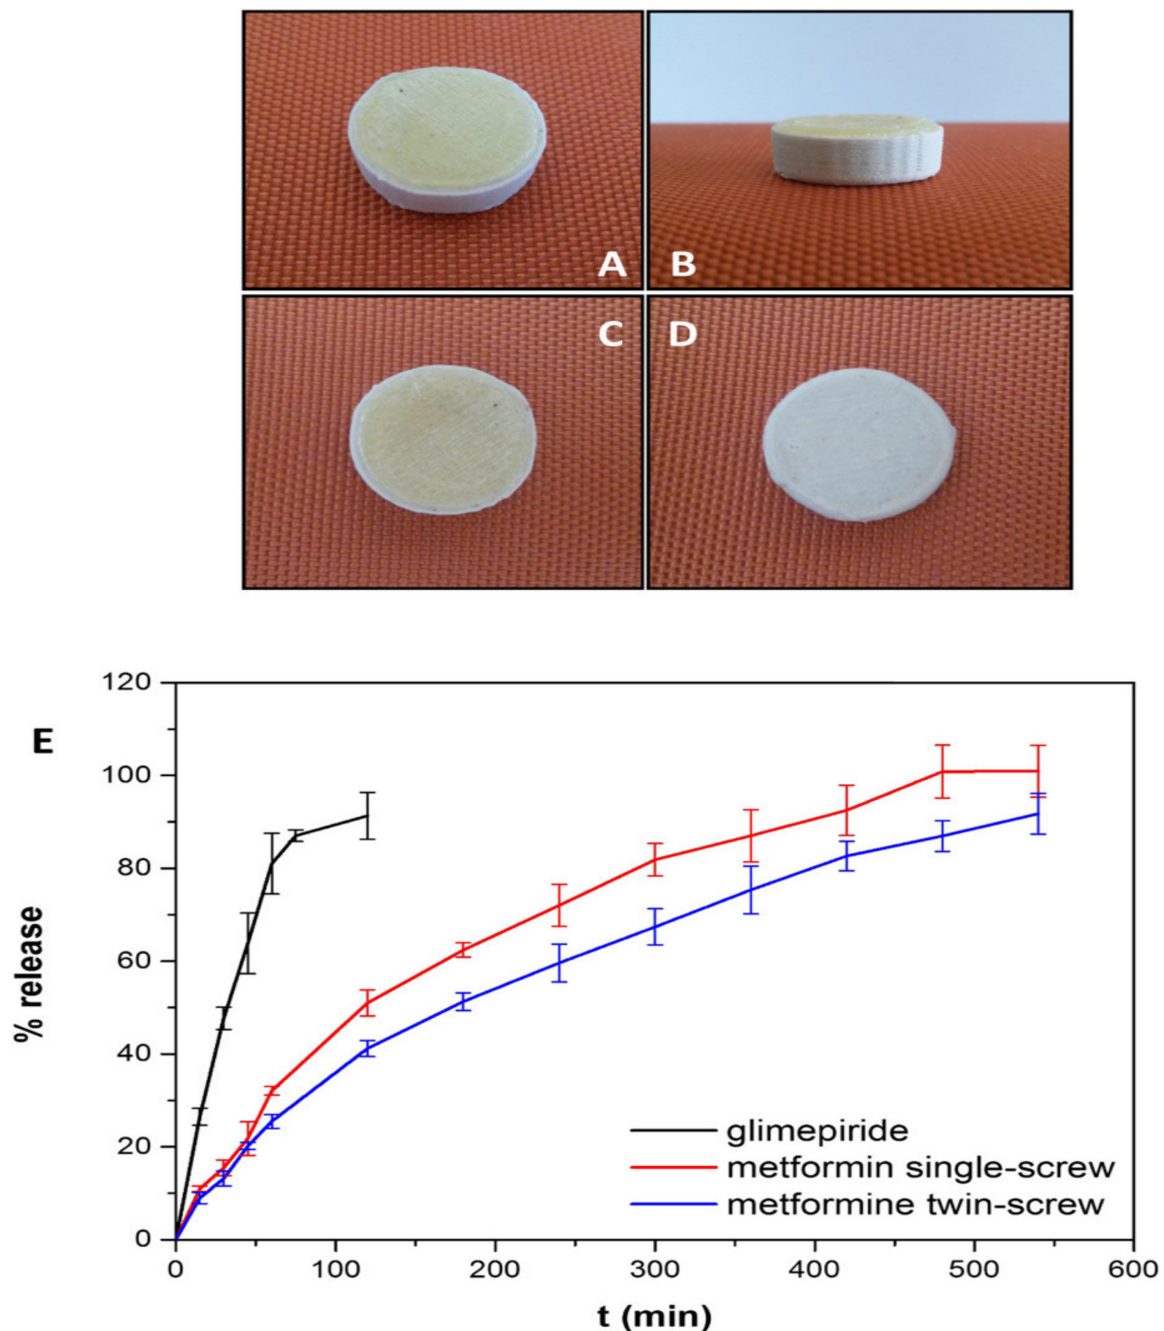 A
B
C
D
E
120
100
80
60
40
20
0
% release
glimepiride
metformin single-screw
metformine twin-screw
0
100
200
300
400
500
600
t (min)